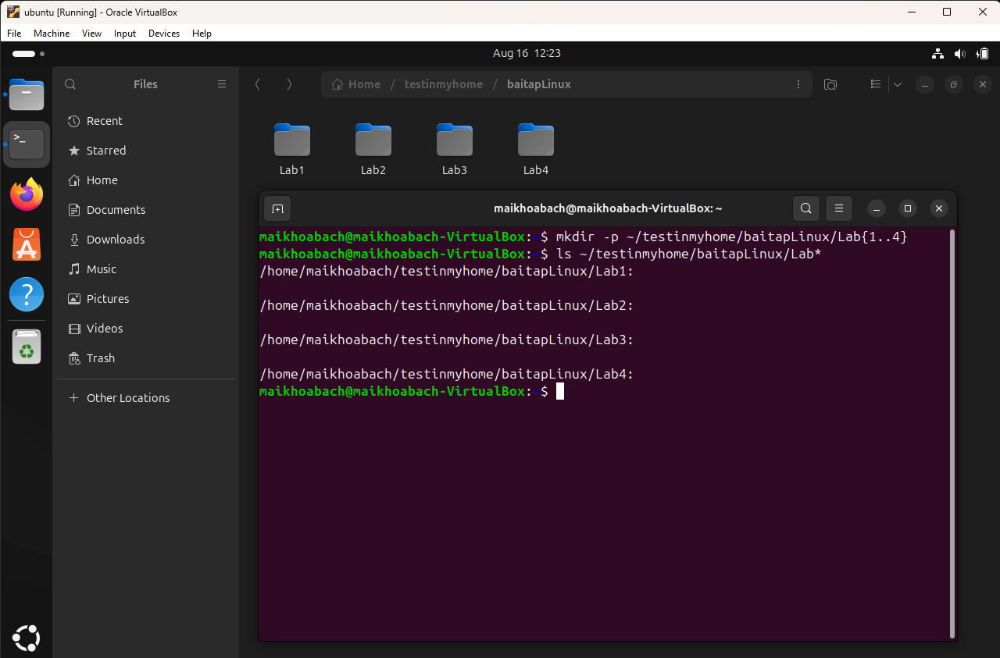 ubuntu [Running] - Oracle VirtualBox
File Machine View Input Devices Help
Aug 16 12:23
Files
Home / testinmyhome / baitapLinux
Recent
Starred
Home
Documents
Downloads
Music
Pictures
Videos
Trash
Other Locations
Lab1 Lab2 Lab3 Lab4
maikhoabach@maikhoabach-VirtualBox: ~
maikhoabach@maikhoabach-VirtualBox:~$ mkdir -p ~/testinmyhome/baitapLinux/Lab{1..4}
maikhoabach@maikhoabach-VirtualBox:~$ ls ~/testinmyhome/baitapLinux/Lab*
/home/maikhoabach/testinmyhome/baitapLinux/Lab1:
/home/maikhoabach/testinmyhome/baitapLinux/Lab2:
/home/maikhoabach/testinmyhome/baitapLinux/Lab3:
/home/maikhoabach/testinmyhome/baitapLinux/Lab4:
maikhoabach@maikhoabach-VirtualBox:~$